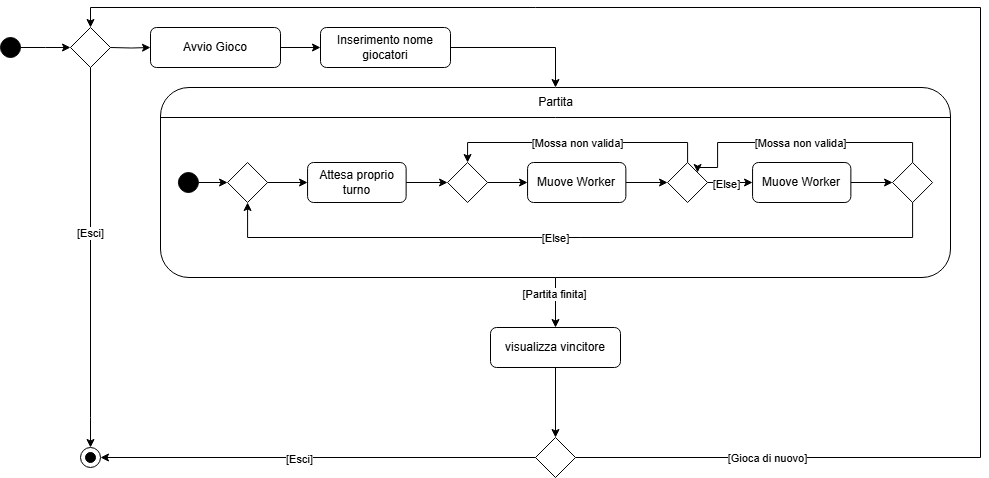 Avvio Gioco
Inserimento nome
giocatori
Partita
[Mossa non valida]
[Mossa non valida]
Attesa proprio
turno
Muove Worker
[Else]
Muove Worker
[Else]
[Esci]
[Partita finita]
visualizza vincitore
[Esci]
[Gioca di nuovo]